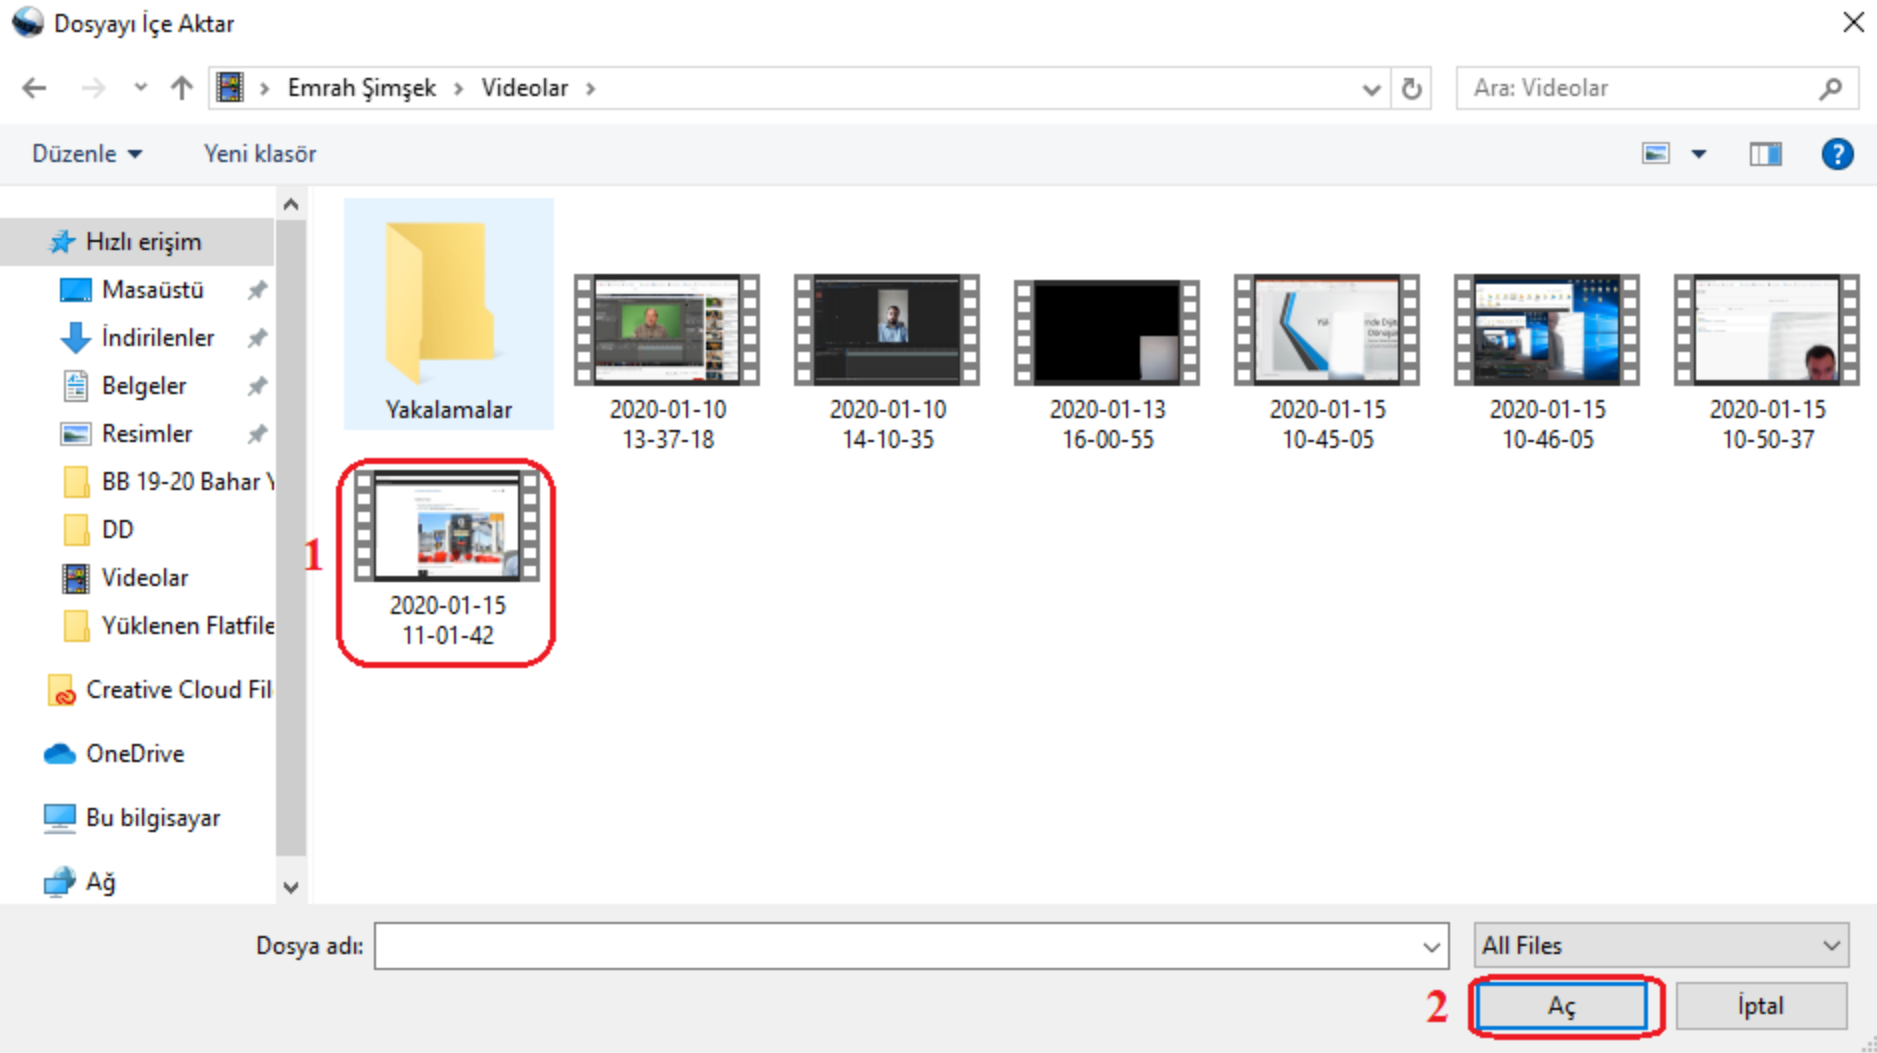 Dosyayı İçe Aktar
Emrah Şimşek > Videolar >
Ara: Videolar
Düzenle
Yeni klasör
Hızlı erişim
Masaüstü
İndirilenler
Belgeler
Resimler
BB 19-20 Bahar Y
DD
Videolar
Yüklenen Flatfile
Creative Cloud Fil
OneDrive
Bu bilgisayar
Ağ
Yakalamalar
2020-01-10
13-37-18
2020-01-10
14-10-35
2020-01-13
16-00-55
2020-01-15
10-45-05
2020-01-15
10-46-05
2020-01-15
10-50-37
1
2020-01-15
11-01-42
Dosya adı:
All Files
2
Aç
İptal